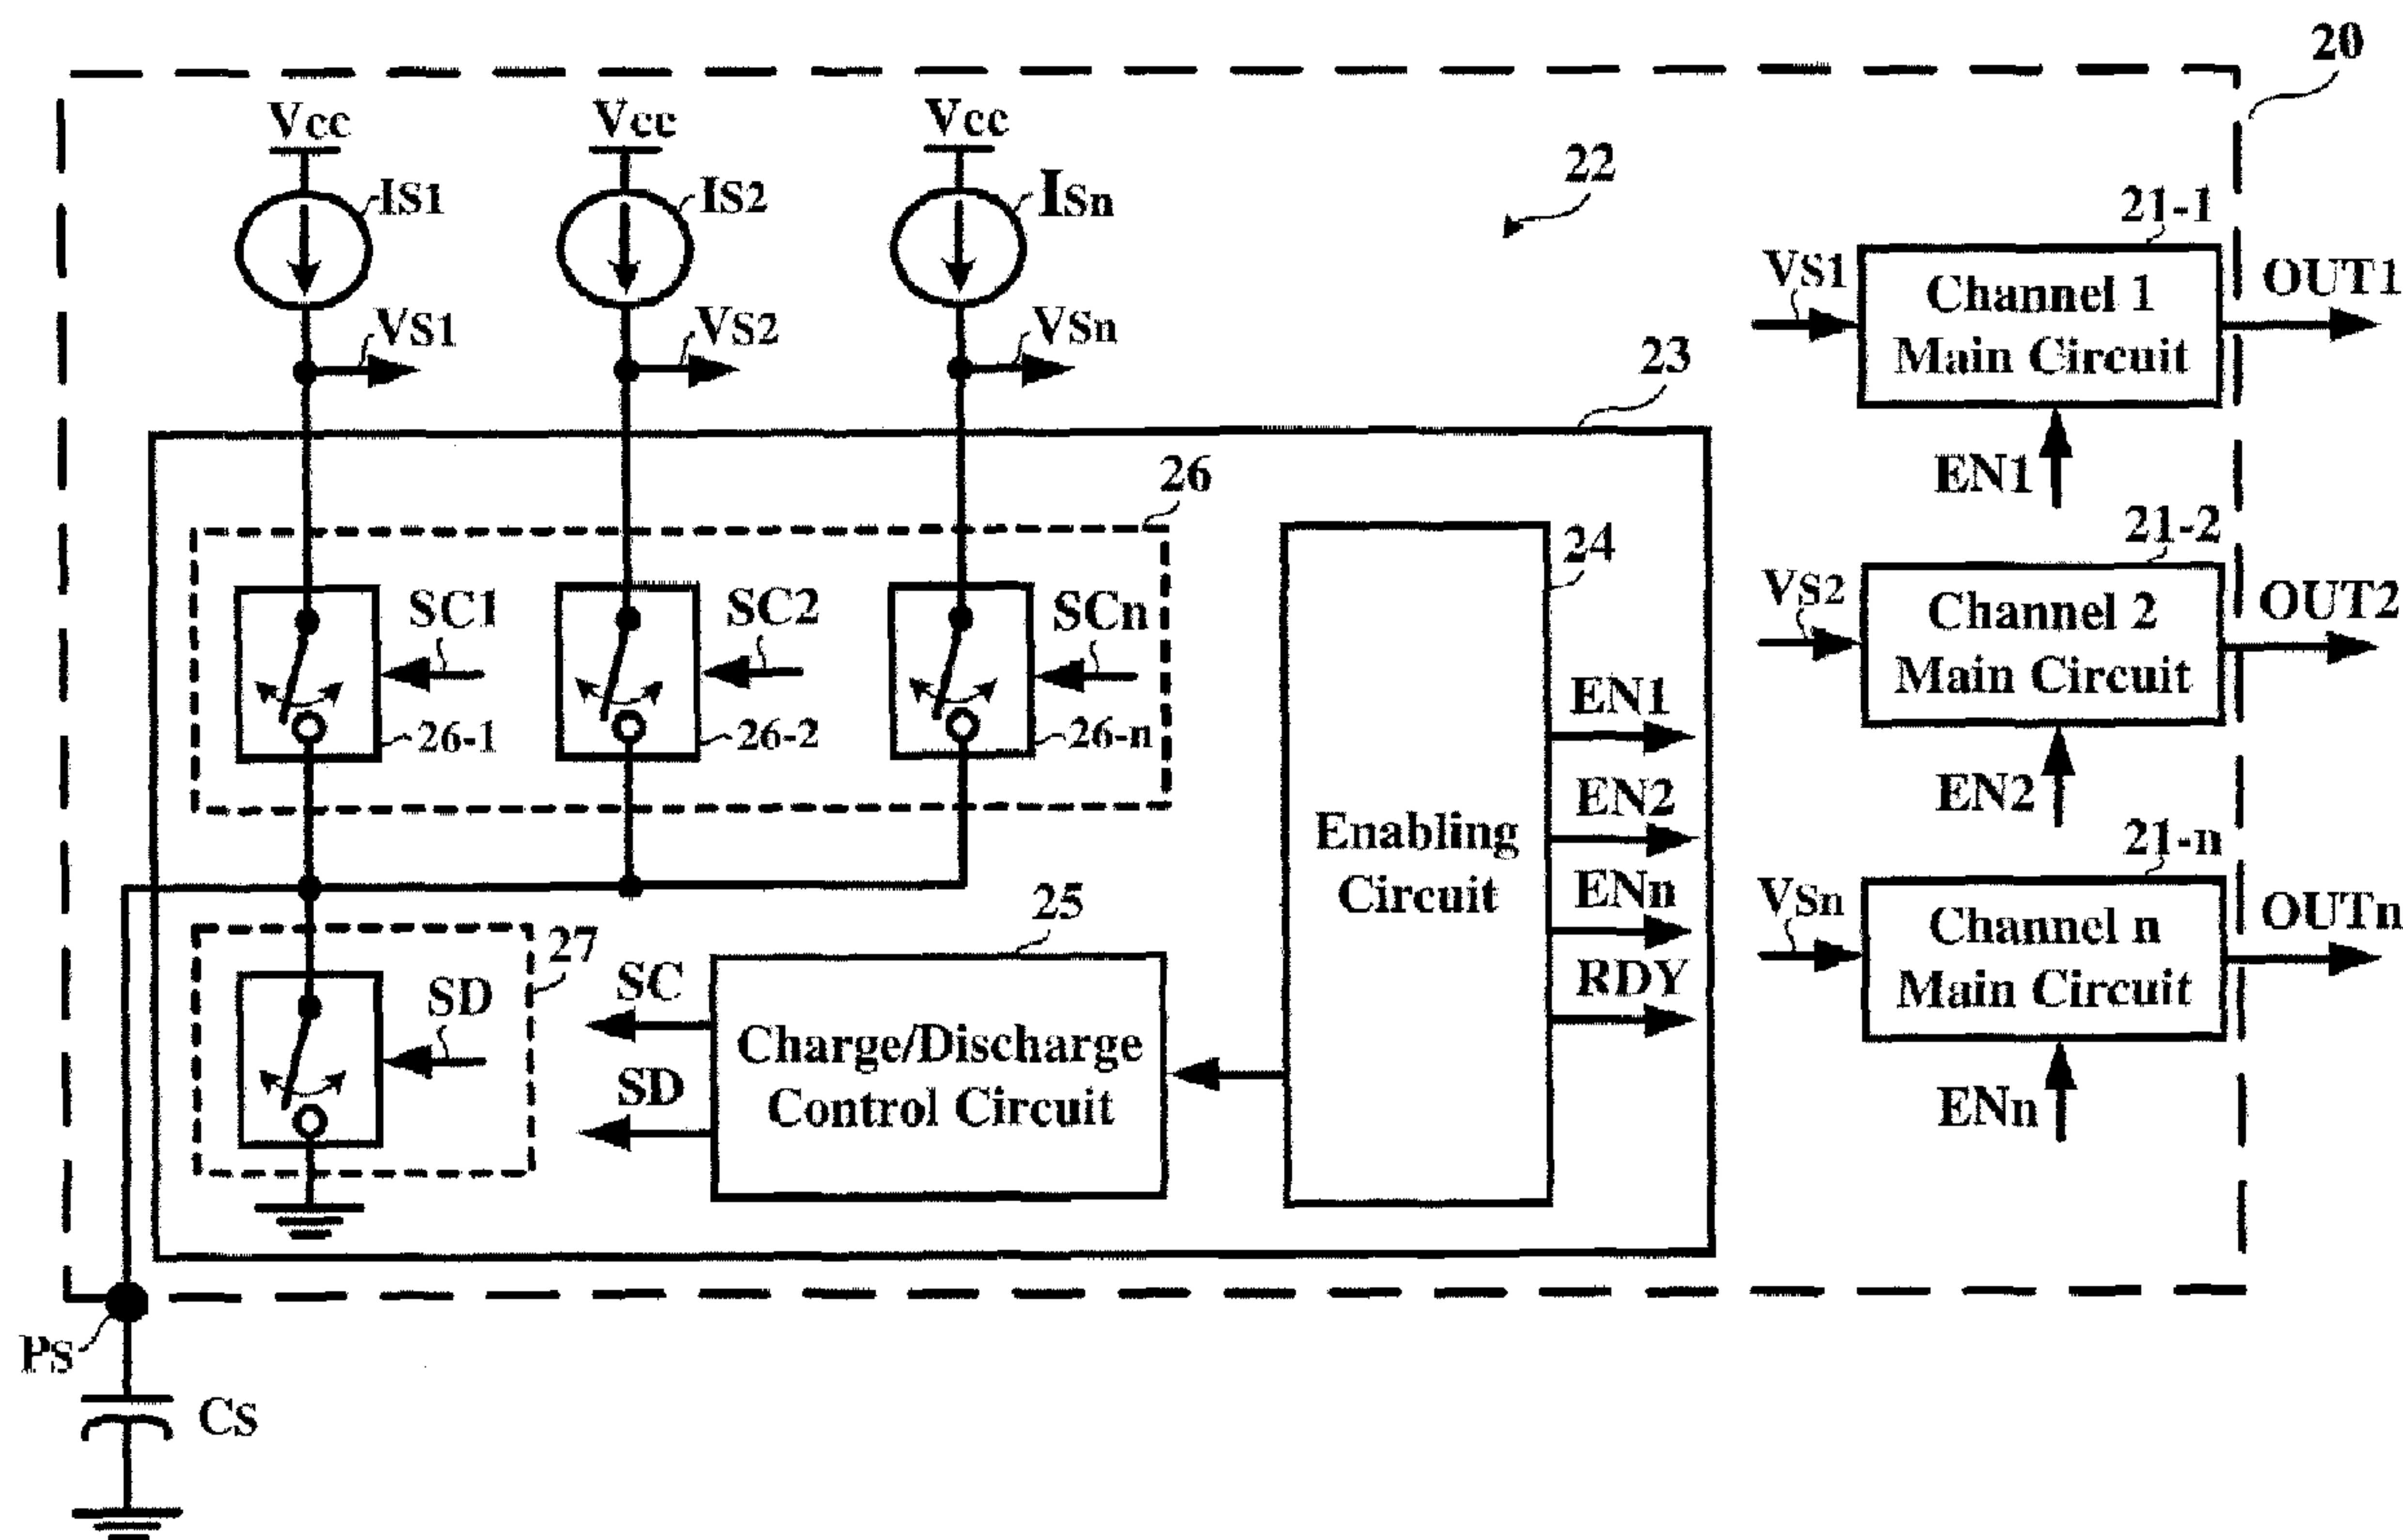 20
Vcc Vcc Vcc
IS1 IS2 ISn
22
VS1 VS2 VSn
23
21-1
VS1
Channel 1
Main Circuit
OUT1
EN1
26
SC1 SC2 SCn
26-1 26-2 26-n
24
Enabling
Circuit
EN1
EN2
ENn
RDY
21-2
VS2
Channel 2
Main Circuit
OUT2
EN2
21-n
VSn
Channel n
Main Circuit
OUTn
ENn
27
SD
25
SC
SD
Charge/Discharge
Control Circuit
PS
CS